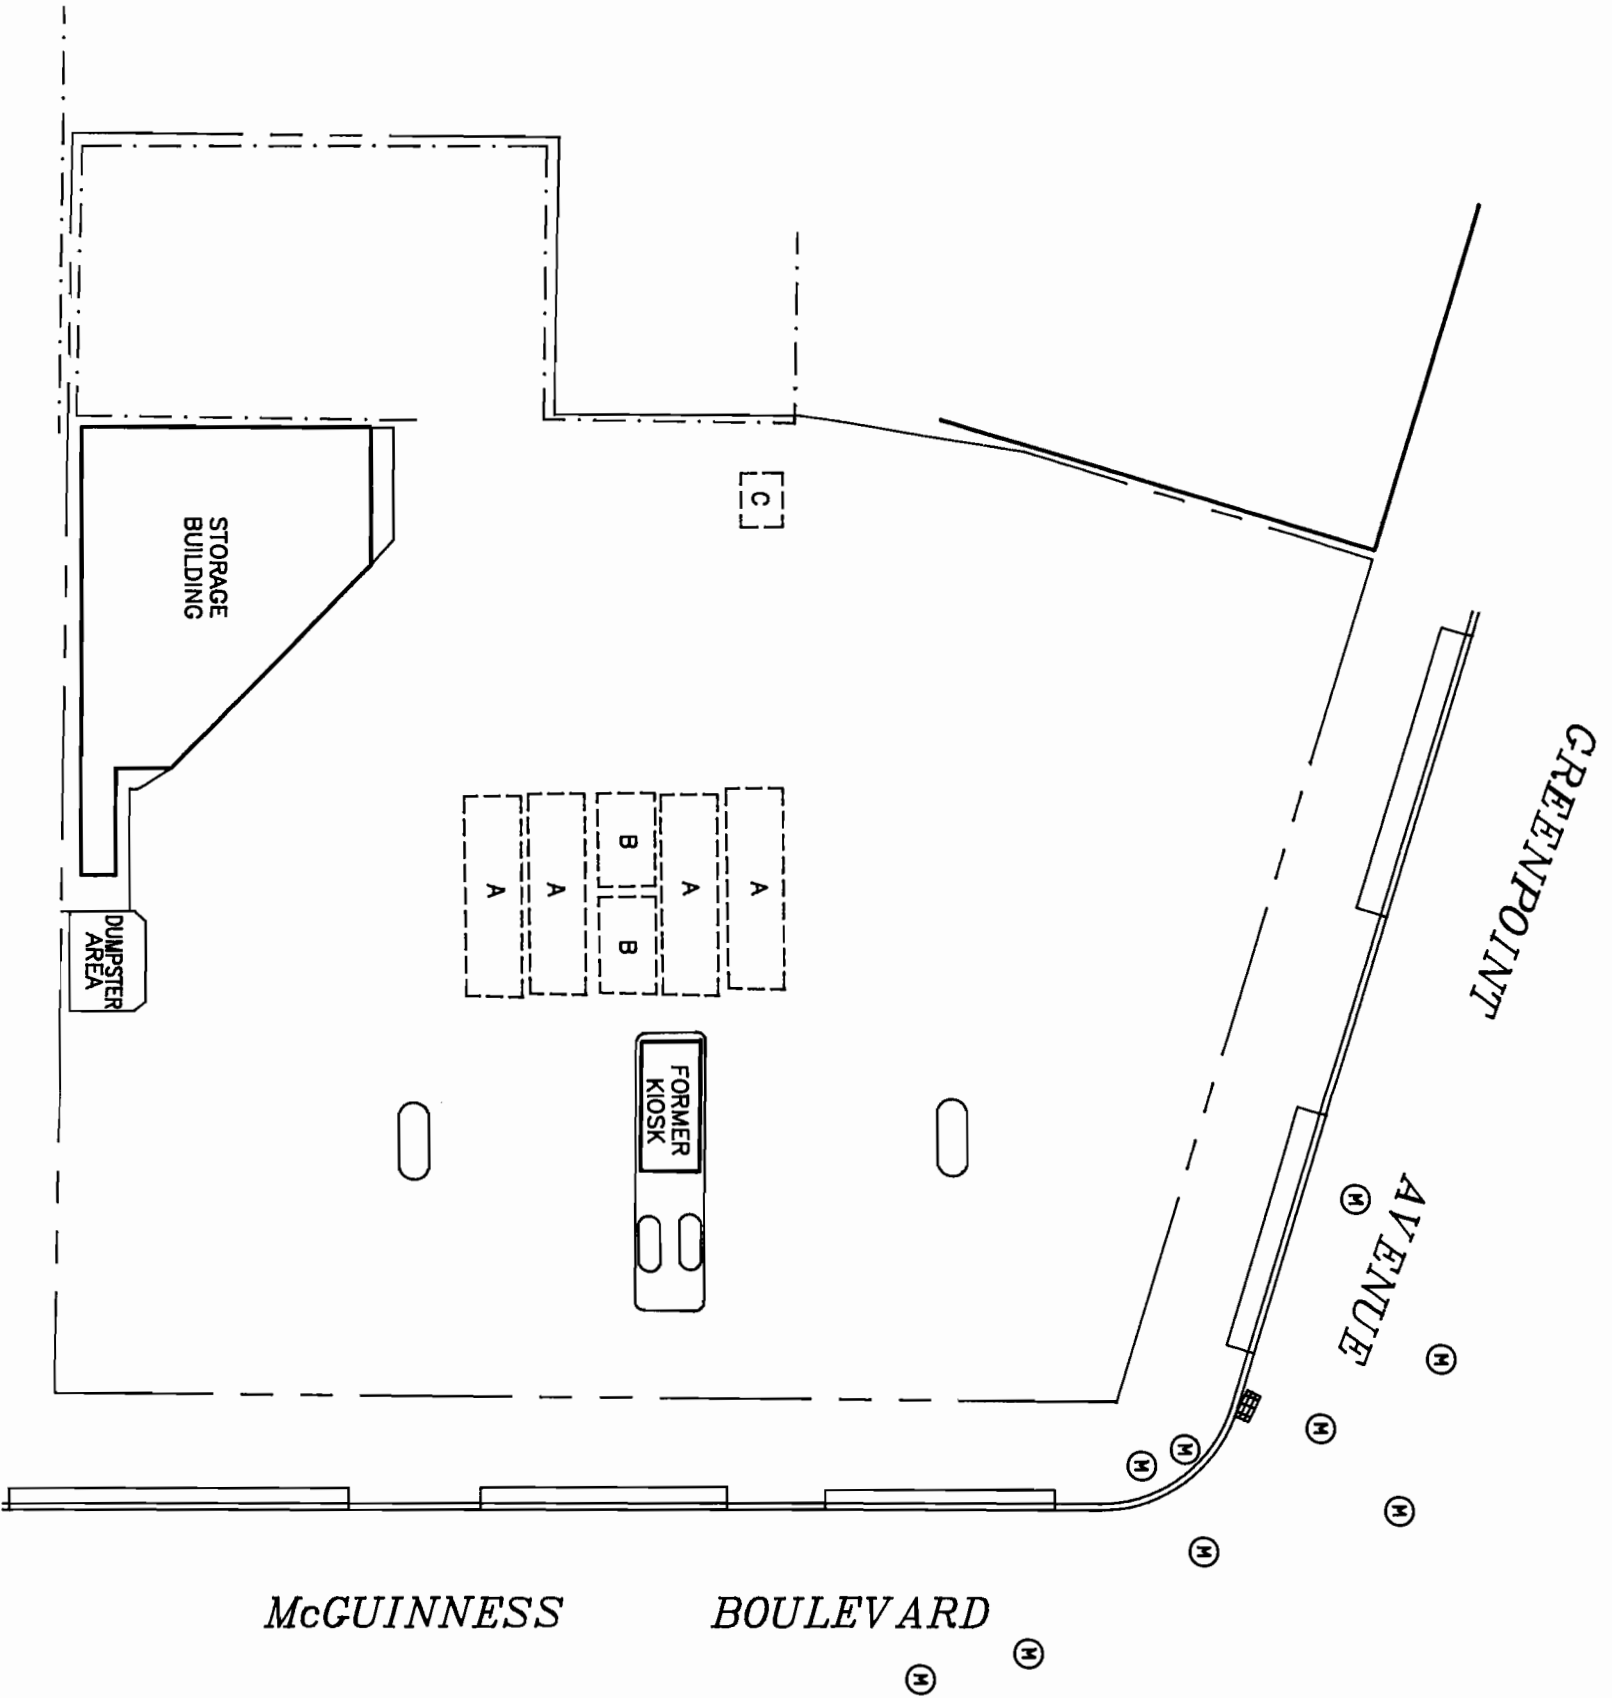 GREENPOINT
AVENUE
C
STORAGE
BUILDING
A
A
B
A
A
B
DUMPSTER
AREA
FORMER
KIOSK
M
M
M
M
M
M
M
McGUINNESS BOULEVARD
M
M